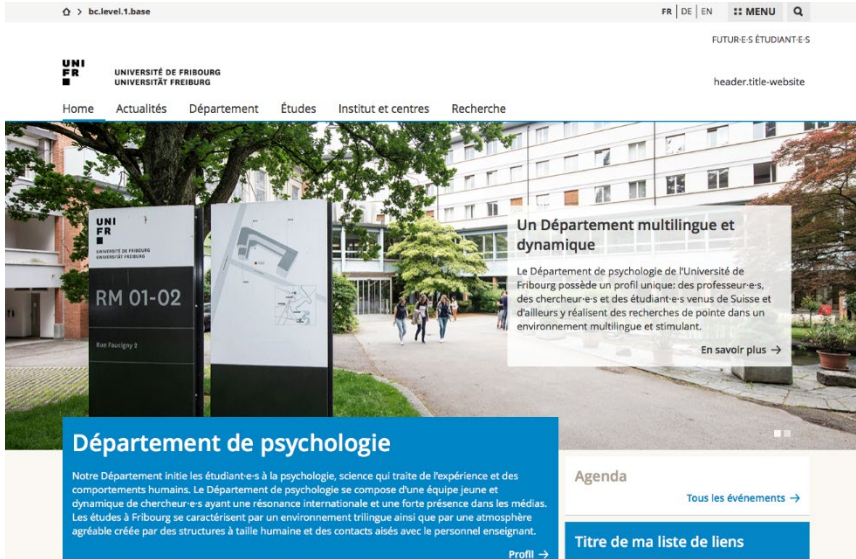 > bc.level.1.base
FR | DE | EN
MENU
FUTUR·E·S ÉTUDIANT·E·S
UNI
FR
UNIVERSITÉ DE FRIBOURG
UNIVERSITÄT FREIBURG
header.title-website
Home Actualités Département Études Institut et centres Recherche
UNI
FR
UNIVERSITÉ DE FRIBOURG
UNIVERSITÄT FREIBURG
RM 01-02
Rue Faucigny 2
Un Département multilingue et
dynamique
Le Département de psychologie de l'Université de
Fribourg possède un profil unique: des professeur·e·s,
des chercheur·e·s et des étudiant·e·s venus de Suisse et
d'ailleurs y réalisent des recherches de pointe dans un
environnement multilingue et stimulant.
En savoir plus →
Département de psychologie
Notre Département initie les étudiant·e·s à la psychologie, science qui traite de l'expérience et des
comportements humains. Le Département de psychologie se compose d'une équipe jeune et
dynamique de chercheur·e·s ayant une résonance internationale et une forte présence dans les médias.
Les études à Fribourg se caractérisent par un environnement trilingue ainsi que par une atmosphère
agréable créée par des structures à taille humaine et des contacts aisés avec le personnel enseignant.
Profil →
Agenda
Tous les événements →
Titre de ma liste de liens